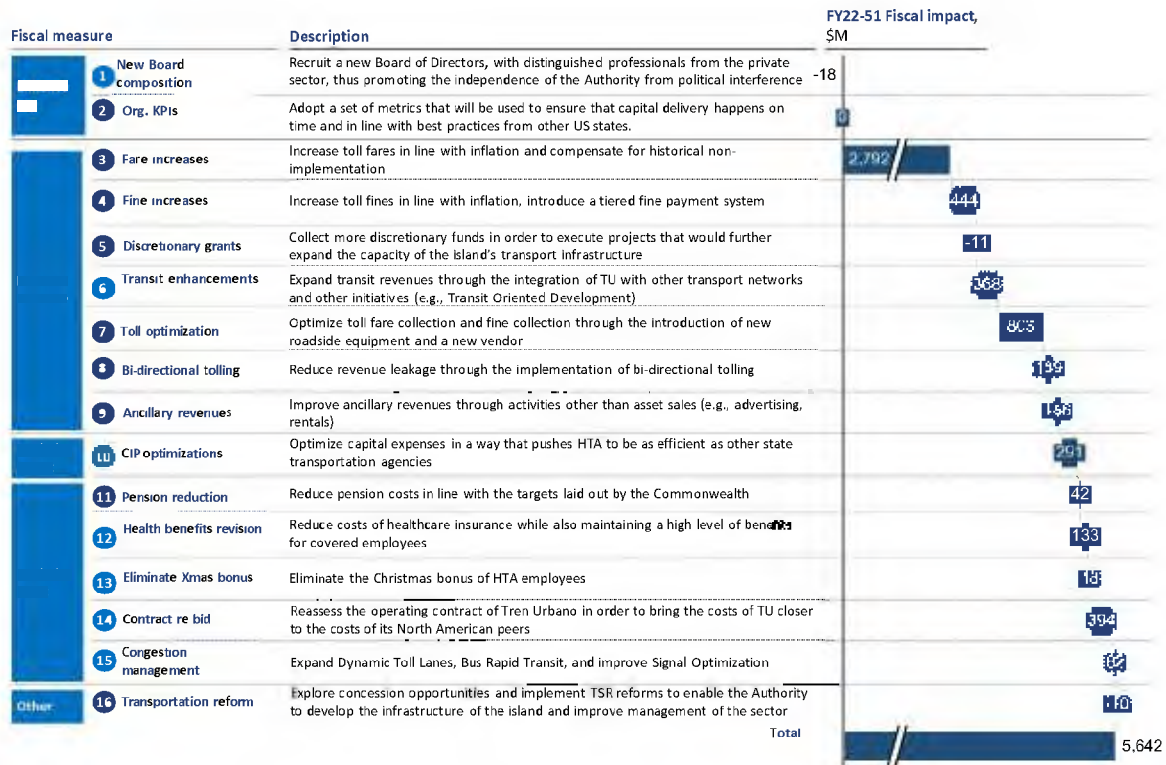 FY22-51 Fiscal impact,
Fiscal measure Description $M
1 New Board composition
Recruit a new Board of Directors, with distinguished professionals from the private
sector, thus promoting the independence of the Authority from political interference
-18
2 Org. KPIs
Adopt a set of metrics that will be used to ensure that capital delivery happens on
time and in line with best practices from other US states.
0
3 Fare increases
Increase toll fares in line with inflation and compensate for historical non-
implementation
2,792
4 Fine increases
Increase toll fines in line with inflation, introduce a tiered fine payment system
444
5 Discretionary grants
Collect more discretionary funds in order to execute projects that would further
expand the capacity of the island's transport infrastructure
-11
6 Transit enhancements
Expand transit revenues through the integration of TU with other transport networks
and other initiatives (e.g., Transit Oriented Development)
368
7 Toll optimization
Optimize toll fare collection and fine collection through the introduction of new
roadside equipment and a new vendor
8 Bi-directional tolling
Reduce revenue leakage through the implementation of bi-directional tolling
9 Ancillary revenues
Improve ancillary revenues through activities other than asset sales (e.g., advertising,
rentals)
10 CIP optimizations
Optimize capital expenses in a way that pushes HTA to be as efficient as other state
transportation agencies
291
11 Pension reduction
Reduce pension costs in line with the targets laid out by the Commonwealth
42
12 Health benefits revision
Reduce costs of healthcare insurance while also maintaining a high level of benefits
for covered employees
133
13 Eliminate Xmas bonus
Eliminate the Christmas bonus of HTA employees
14 Contract re bid
Reassess the operating contract of Tren Urbano in order to bring the costs of TU closer
to the costs of its North American peers
394
15 Congestion
management
Expand Dynamic Toll Lanes, Bus Rapid Transit, and improve Signal Optimization
Other
16 Transportation reform
Explore concession opportunities and implement TSR reforms to enable the Authority
to develop the infrastructure of the island and improve management of the sector
Total
5,642